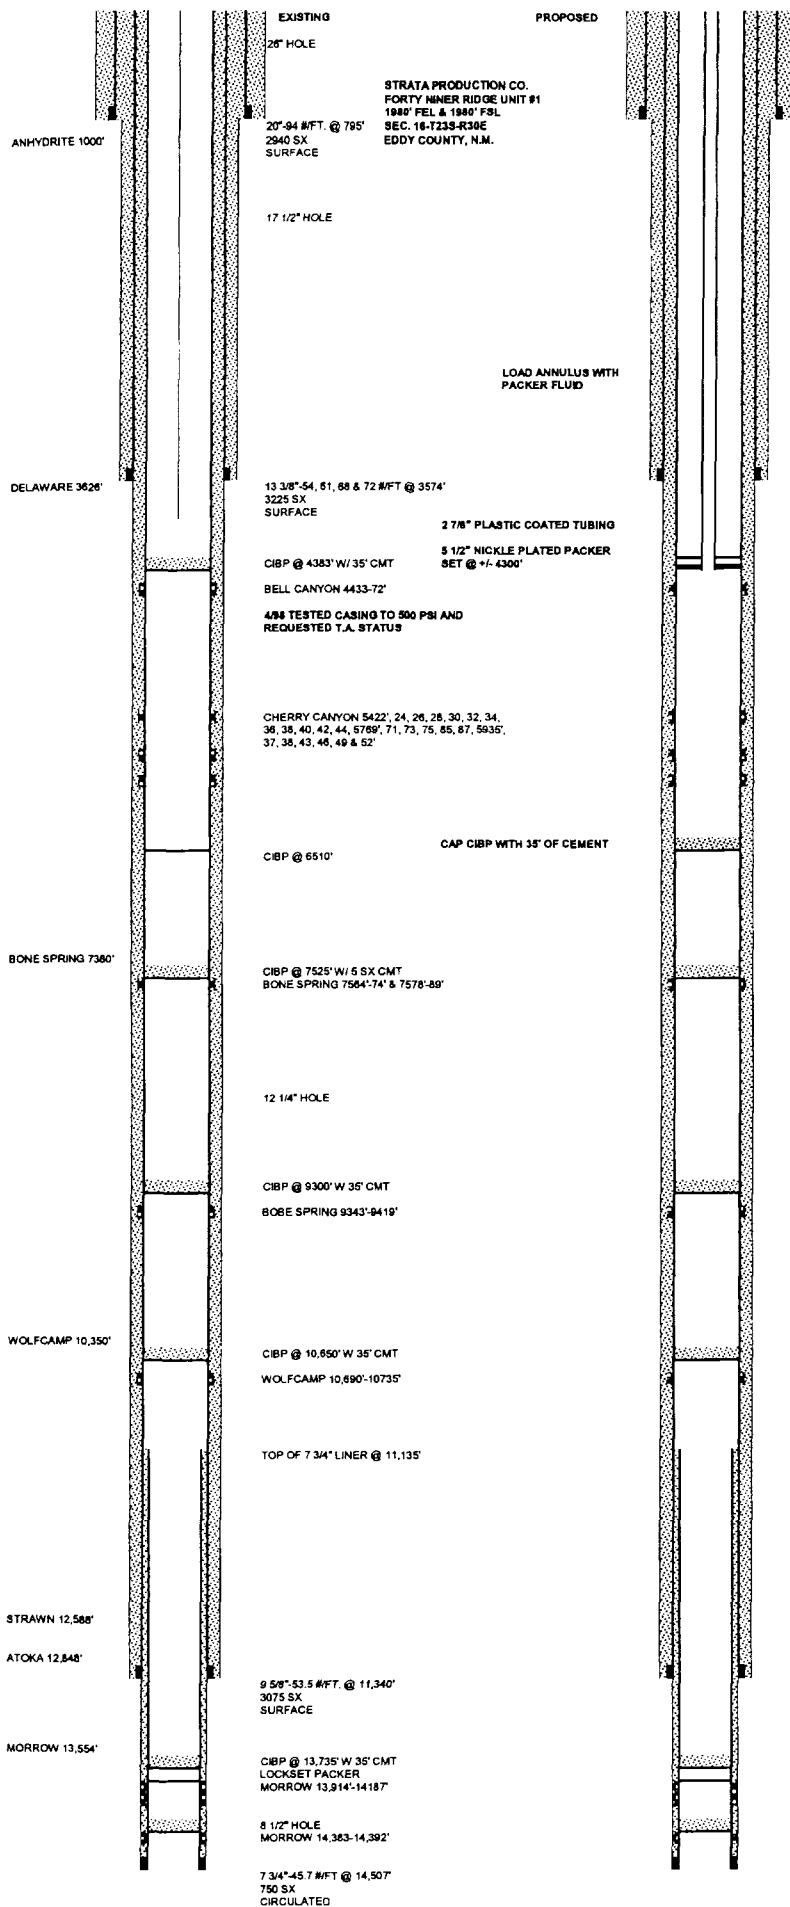 EXISTING
PROPOSED
26" HOLE
STRATA PRODUCTION CO.
FORTY NINER RIDGE UNIT #1
1980' FEL & 1980' FSL
SEC. 16-T23S-R30E
EDDY COUNTY, N.M.
20"-94 #/FT. @ 795'
2940 SX
SURFACE
ANHYDRITE 1000'
17 1/2" HOLE
LOAD ANNULUS WITH
PACKER FLUID
DELAWARE 3626'
13 3/8"-54, 61, 68 & 72 #/FT @ 3574'
3225 SX
SURFACE
2 7/8" PLASTIC COATED TUBING
5 1/2" NICKLE PLATED PACKER
SET @ +/- 4300'
CIBP @ 4383' W/ 35' CMT
BELL CANYON 4433-72'
4/98 TESTED CASING TO 500 PSI AND
REQUESTED T.A. STATUS
CHERRY CANYON 5422', 24, 26, 28, 30, 32, 34,
36, 38, 40, 42, 44, 5769', 71, 73, 75, 85, 87, 5935',
37, 38, 43, 46, 49 & 52'
CAP CIBP WITH 35' OF CEMENT
CIBP @ 6510'
BONE SPRING 7380'
CIBP @ 7525' W/ 5 SX CMT
BONE SPRING 7564'-74' & 7578'-89'
12 1/4" HOLE
CIBP @ 9300' W 35' CMT
BOBE SPRING 9343'-9419'
WOLFCAMP 10,350'
CIBP @ 10,650' W 35' CMT
WOLFCAMP 10,690'-10735'
TOP OF 7 3/4" LINER @ 11,135'
STRAWN 12,588'
ATOKA 12,848'
9 5/8"-53.5 #/FT. @ 11,340'
3075 SX
SURFACE
MORROW 13,554'
CIBP @ 13,735' W 35' CMT
LOCKSET PACKER
MORROW 13,914'-14187'
8 1/2" HOLE
MORROW 14,383-14,392'
7 3/4"-45.7 #/FT @ 14,507'
750 SX
CIRCULATED